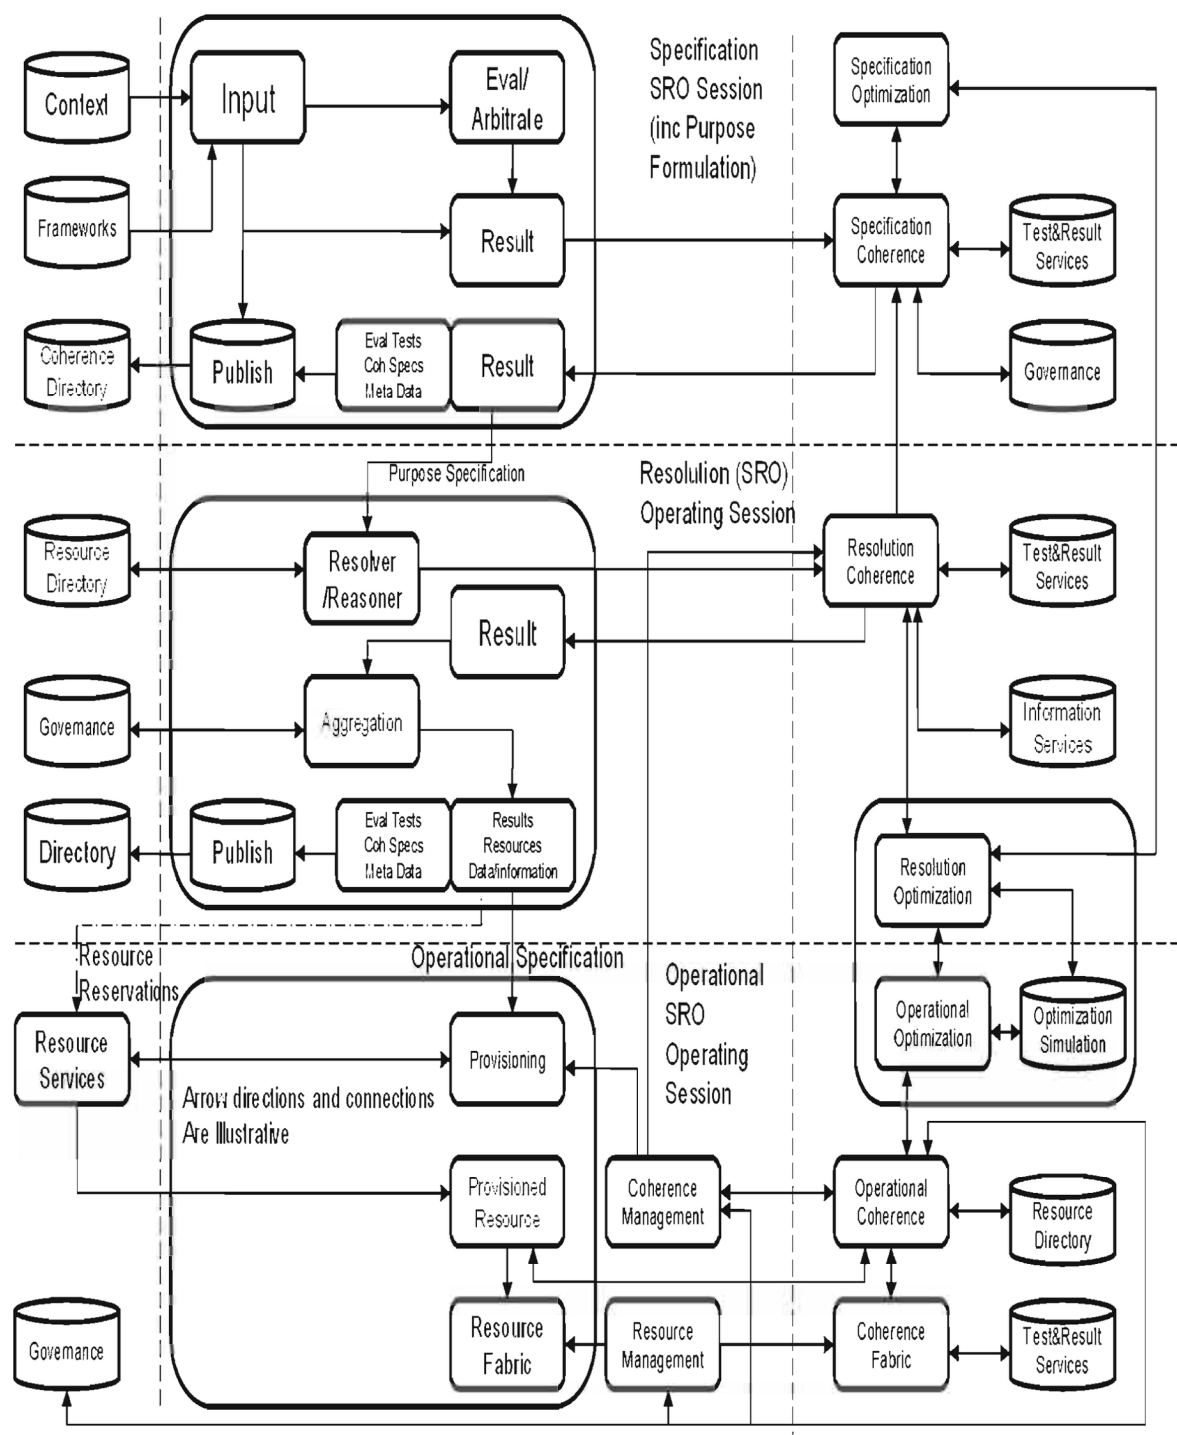 Context
Input
Eval/
Arbitrale
Specification
SRO Session
(inc Purpose
Formulation)
Specification
Optimization
Frameworks
Result
Specification
Coherence
Test&Result
Services
Coherence
Directory
Publish
Eval Tests
Coh Specs
Meta Data
Result
Governance
Purpose Specification
Resolution (SRO)
Operating Session
Resource
Directory
Resolver
/Reasoner
Result
Resolution
Coherence
Test&Result
Services
Governance
Aggregation
Information
Services
Directory
Publish
Eval Tests
Coh Specs
Meta Data
Results
Resources
Data/information
Resolution
Optimization
Resource
Reservations
Operational Specification
Operational
SRO
Operating
Session
Operational
Optimization
Optimization
Simulation
Resource
Services
Provisioning
Arrow directions and connections
Are Illustrative
Provisioned
Resource
Coherence
Management
Operational
Coherence
Resource
Directory
Governance
Resource
Fabric
Resource
Management
Coherence
Fabric
Test&Result
Services